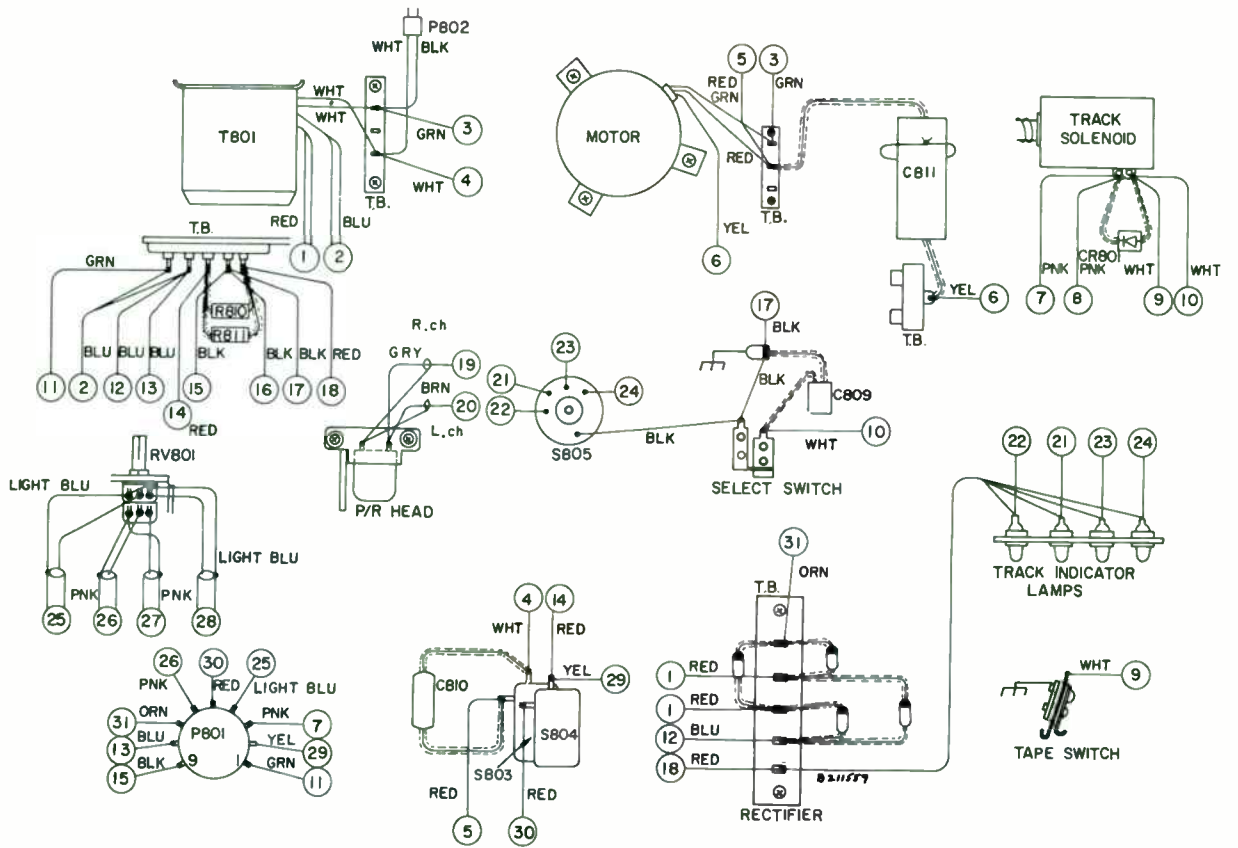 P802
WHT BLK
WHT
WHT
T801
GRN
3
WHT
4
T.B.
RED
BLU
1
2
MOTOR
5
3
RED
GRN
GRN
RED
T.B.
YEL
6
C811
YEL
6
T.B.
TRACK
SOLENOID
CR801
PNK
PNK
WHT
WHT
7
8
9
10
T.B.
GRN
R810
R811
BLU
BLU
BLU
BLK
BLK
BLK
RED
11
2
12
13
15
16
17
18
14
RED
R.ch
GRY
19
BRN
20
L.ch
P/R HEAD
23
21
24
22
S805
BLK
17
BLK
BLK
C809
WHT
10
SELECT SWITCH
RV801
LIGHT BLU
LIGHT BLU
PNK
PNK
25
26
27
28
22
21
23
24
TRACK INDICATOR
LAMPS
26
30
25
PNK
RED
LIGHT BLU
31
ORN
P801
PNK
7
13
BLU
YEL
29
15
BLK
9
1
GRN
11
4
14
WHT
RED
C810
YEL
29
S804
S803
RED
RED
5
30
31
ORN
T.B.
1
RED
1
RED
12
BLU
18
RED
B211559
RECTIFIER
WHT
9
TAPE SWITCH